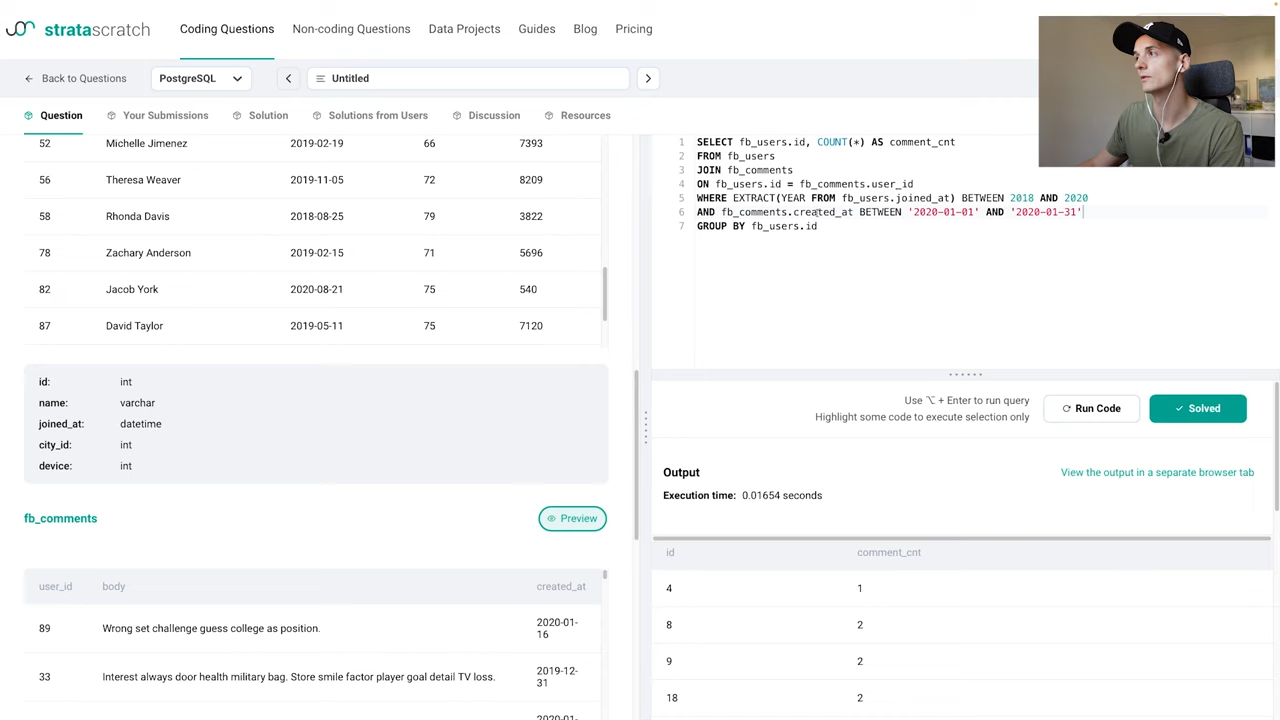 stratascratch
Coding Questions
Non-coding Questions
Data Projects
Guides
Blog
Pricing
Back to Questions
PostgreSQL
Untitled
Question
Your Submissions
Solution
Solutions from Users
Discussion
Resources
52 Michelle Jimenez 2019-02-19 66 7393
56 Theresa Weaver 2019-11-05 72 8209
58 Rhonda Davis 2018-08-25 79 3822
78 Zachary Anderson 2019-02-15 71 5696
82 Jacob York 2020-08-21 75 540
87 David Taylor 2019-05-11 75 7120
id: int
name: varchar
joined_at: datetime
city_id: int
device: int
fb_comments
Preview
user_id body created_at
89 Wrong set challenge guess college as position. 2020-01-
16
33 Interest always door health military bag. Store smile factor player goal detail TV loss. 2019-12-
31
2020-01-
1 SELECT fb_users.id, COUNT(*) AS comment_cnt
2 FROM fb_users
3 JOIN fb_comments
4 ON fb_users.id = fb_comments.user_id
5 WHERE EXTRACT(YEAR FROM fb_users.joined_at) BETWEEN 2018 AND 2020
6 AND fb_comments.created_at BETWEEN '2020-01-01' AND '2020-01-31'
7 GROUP BY fb_users.id
Use ⌥ + Enter to run query
Highlight some code to execute selection only
Run Code
Solved
Output
View the output in a separate browser tab
Execution time: 0.01654 seconds
id comment_cnt
4 1
8 2
9 2
18 2